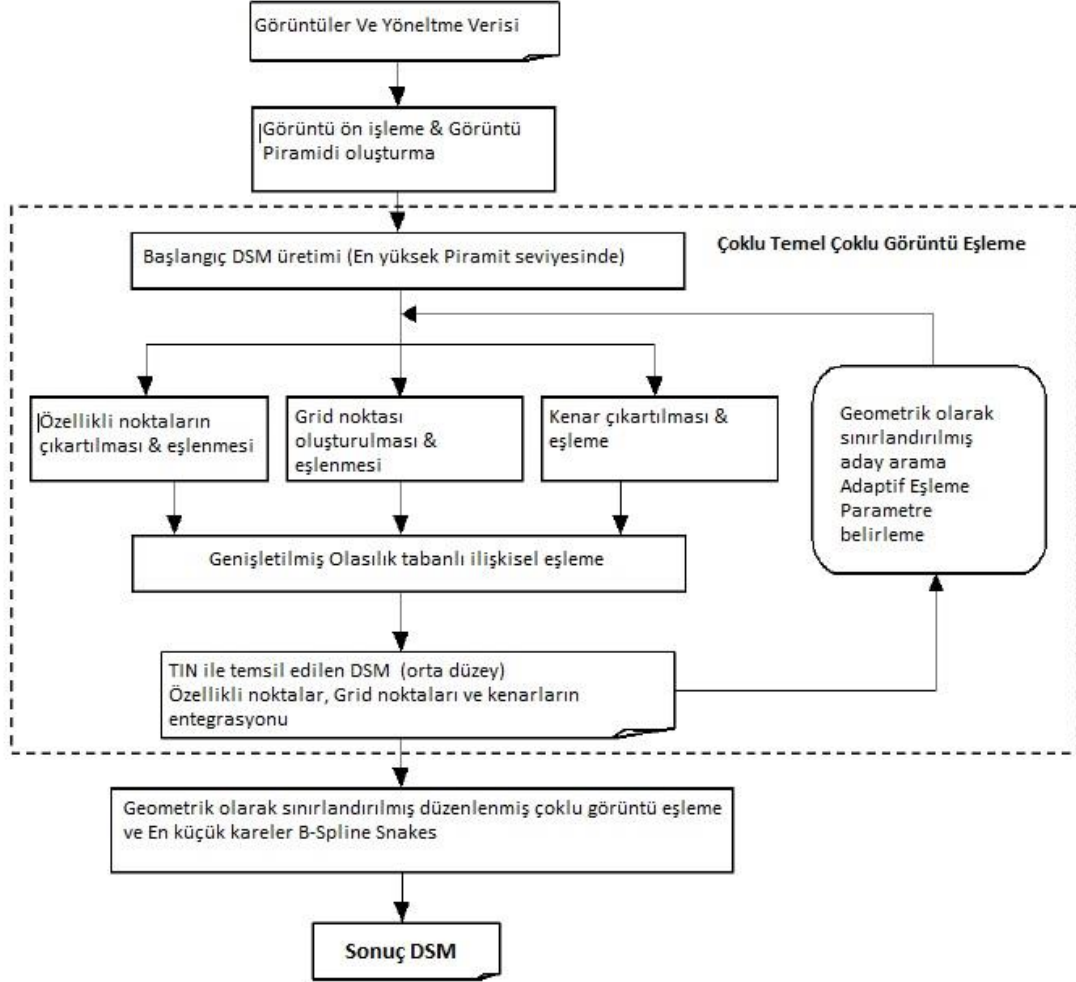 Görüntüler Ve Yöneltme Verisi
Görüntü ön işleme & Görüntü
Piramidi oluşturma
Çoklu Temel Çoklu Görüntü Eşleme
Başlangıç DSM üretimi (En yüksek Piramit seviyesinde)
Özellikli noktaların
çıkartılması & eşlenmesi
Grid noktası
oluşturulması &
eşlenmesi
Kenar çıkartılması &
eşleme
Geometrik olarak
sınırlandırılmış
aday arama
Adaptif Eşleme
Parametre
belirleme
Genişletilmiş Olasılık tabanlı ilişkisel eşleme
TIN ile temsil edilen DSM (orta düzey)
Özellikli noktalar, Grid noktaları ve kenarların
entegrasyonu
Geometrik olarak sınırlandırılmış düzenlenmiş çoklu görüntü eşleme
ve En küçük kareler B-Spline Snakes
Sonuç DSM